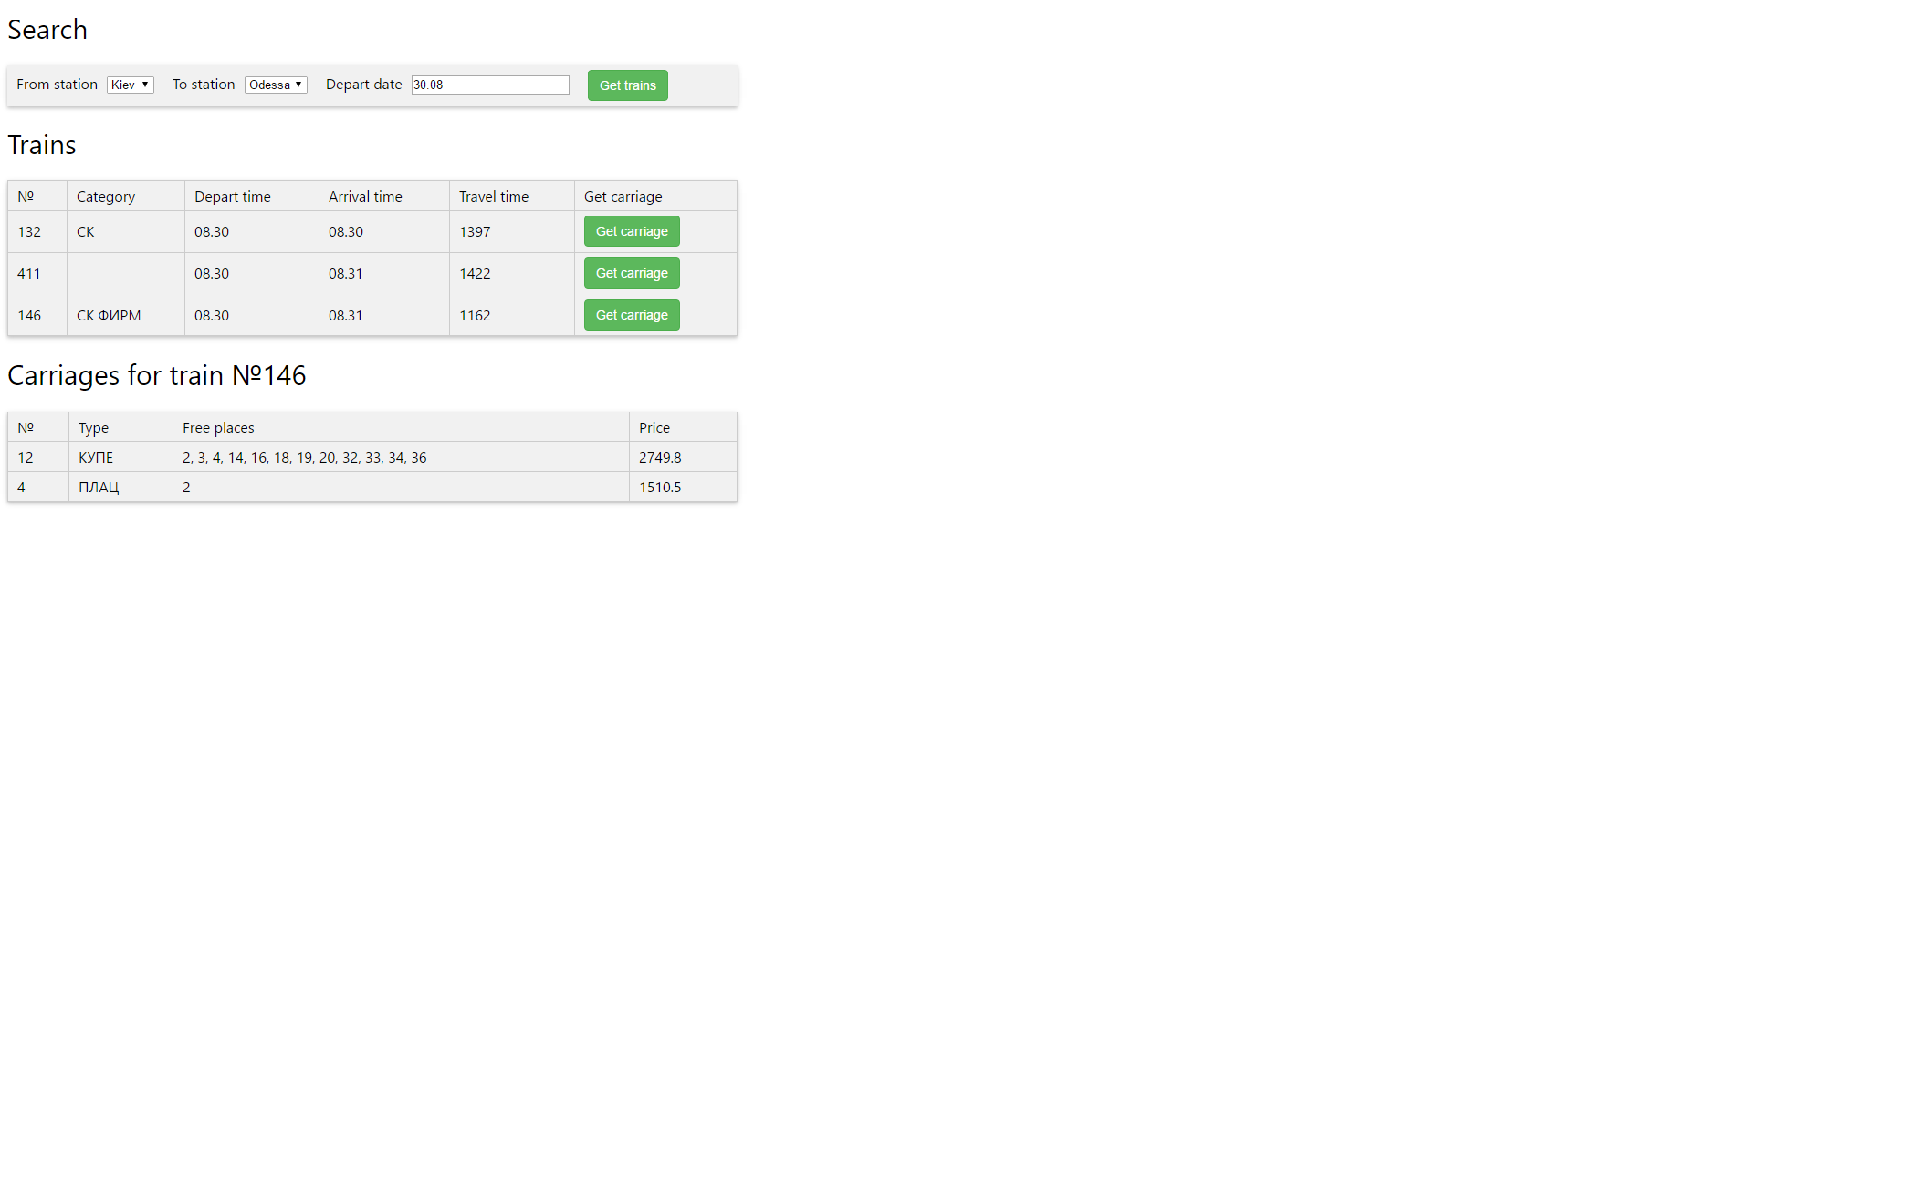 Search
From station Kiev To station Odessa Depart date 30.08 Get trains
Trains
№ Category Depart time Arrival time Travel time Get carriage
132 СК 08.30 08.30 1397 Get carriage
411 08.30 08.31 1422 Get carriage
146 СК ФИРМ 08.30 08.31 1162 Get carriage
Carriages for train №146
№ Type Free places Price
12 КУПЕ 2, 3, 4, 14, 16, 18, 19, 20, 32, 33, 34, 36 2749.8
4 ПЛАЦ 2 1510.5